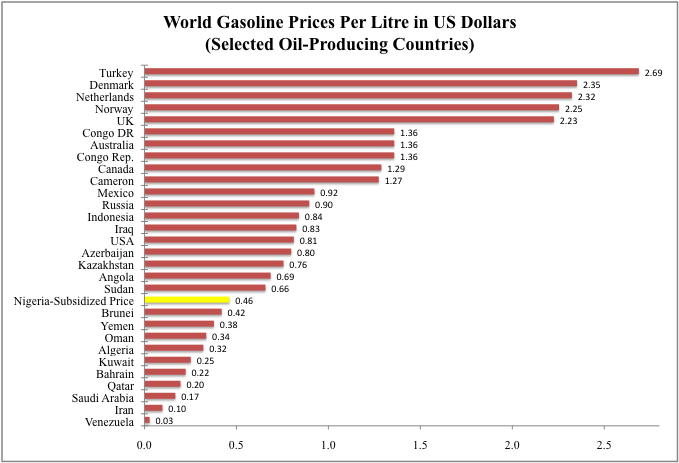 World Gasoline Prices Per Litre in US Dollars
(Selected Oil-Producing Countries)
Turkey 2.69
Denmark 2.35
Netherlands 2.32
Norway 2.25
UK 2.23
Congo DR 1.36
Australia 1.36
Congo Rep. 1.36
Canada 1.29
Cameron 1.27
Mexico 0.92
Russia 0.90
Indonesia 0.84
Iraq 0.83
USA 0.81
Azerbaijan 0.80
Kazakhstan 0.76
Angola 0.69
Sudan 0.66
Nigeria-Subsidized Price 0.46
Brunei 0.42
Yemen 0.38
Oman 0.34
Algeria 0.32
Kuwait 0.25
Bahrain 0.22
Qatar 0.20
Saudi Arabia 0.17
Iran 0.10
Venezuela 0.03
0.0 0.5 1.0 1.5 2.0 2.5